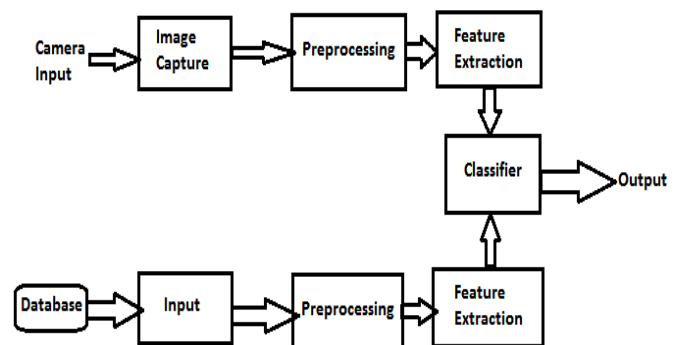 Camera
Input
Image
Capture
Preprocessing
Feature
Extraction
Classifier
Output
Database
Input
Preprocessing
Feature
Extraction